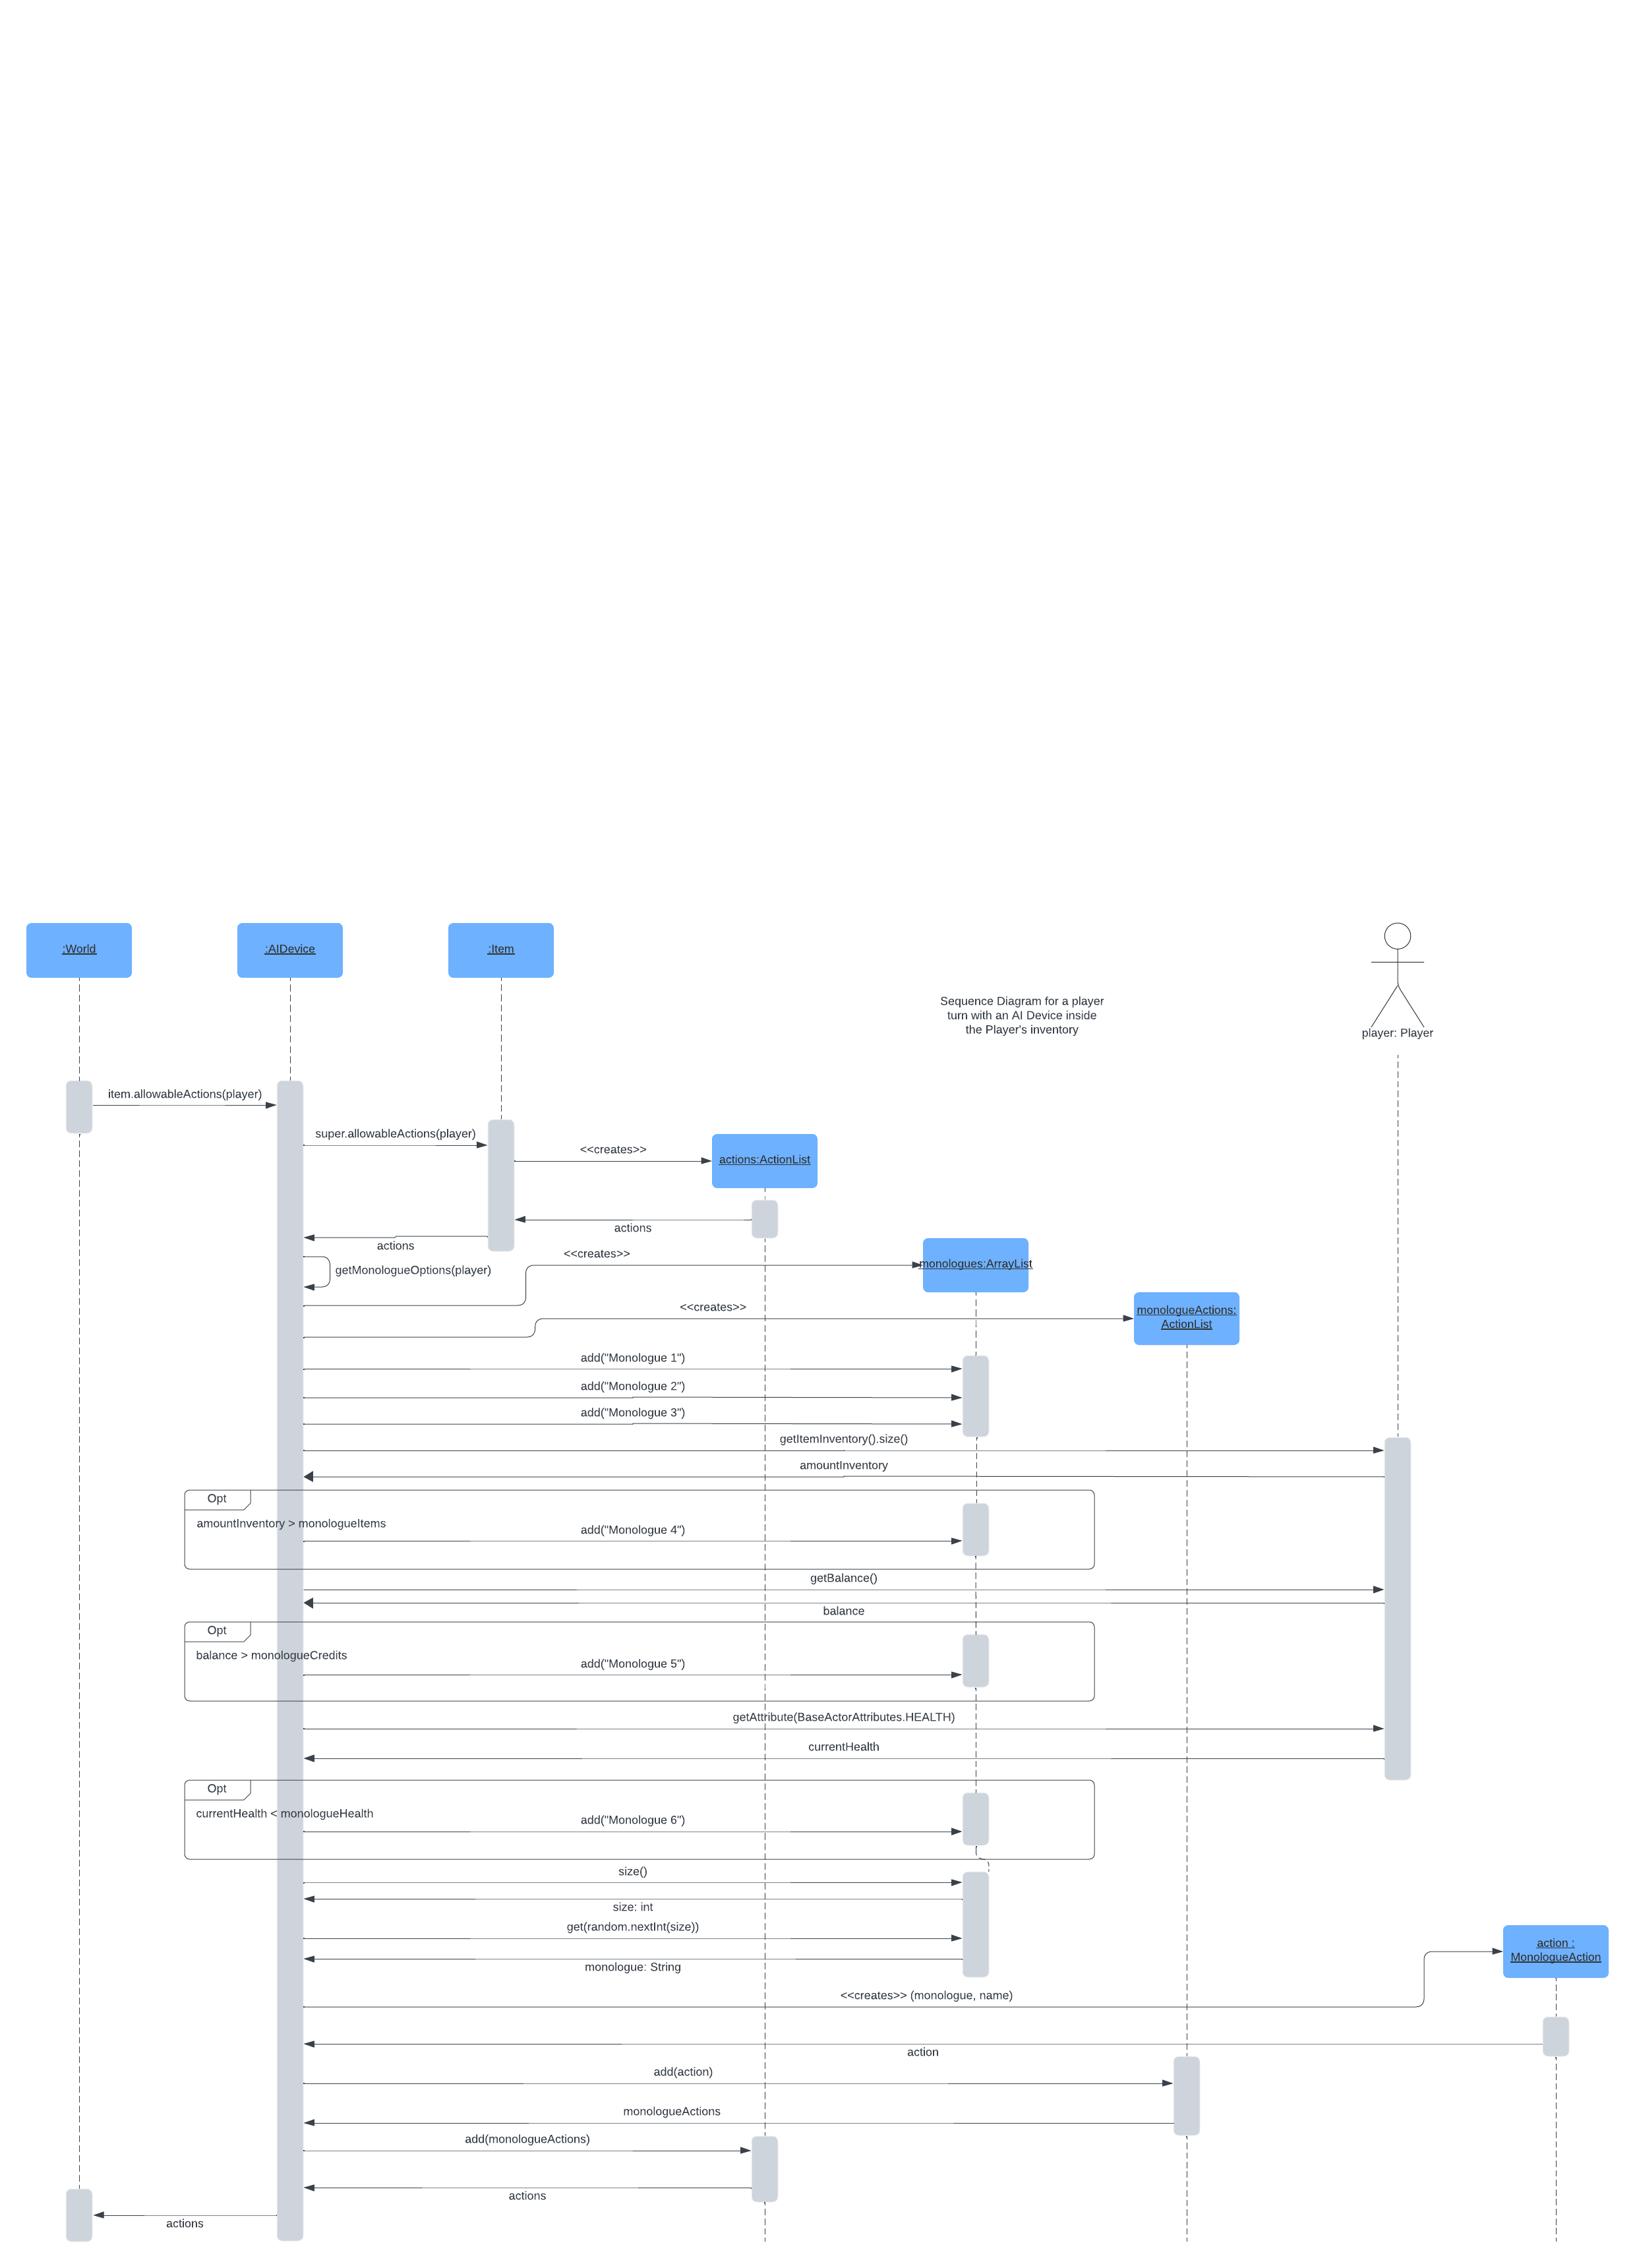 :World
:AIDevice
:Item
Sequence Diagram for a player
turn with an AI Device inside
the Player's inventory
player: Player
item.allowableActions(player)
super.allowableActions(player)
<<creates>>
actions:ActionList
actions
actions
<<creates>>
monologues:ArrayList
getMonologueOptions(player)
<<creates>>
monologueActions:
ActionList
add("Monologue 1")
add("Monologue 2")
add("Monologue 3")
getItemInventory().size()
amountInventory
Opt
amountInventory > monologueItems
add("Monologue 4")
getBalance()
balance
Opt
balance > monologueCredits
add("Monologue 5")
getAttribute(BaseActorAttributes.HEALTH)
currentHealth
Opt
currentHealth < monologueHealth
add("Monologue 6")
size()
size: int
get(random.nextInt(size))
action :
MonologueAction
monologue: String
<<creates>> (monologue, name)
action
add(action)
monologueActions
add(monologueActions)
actions
actions